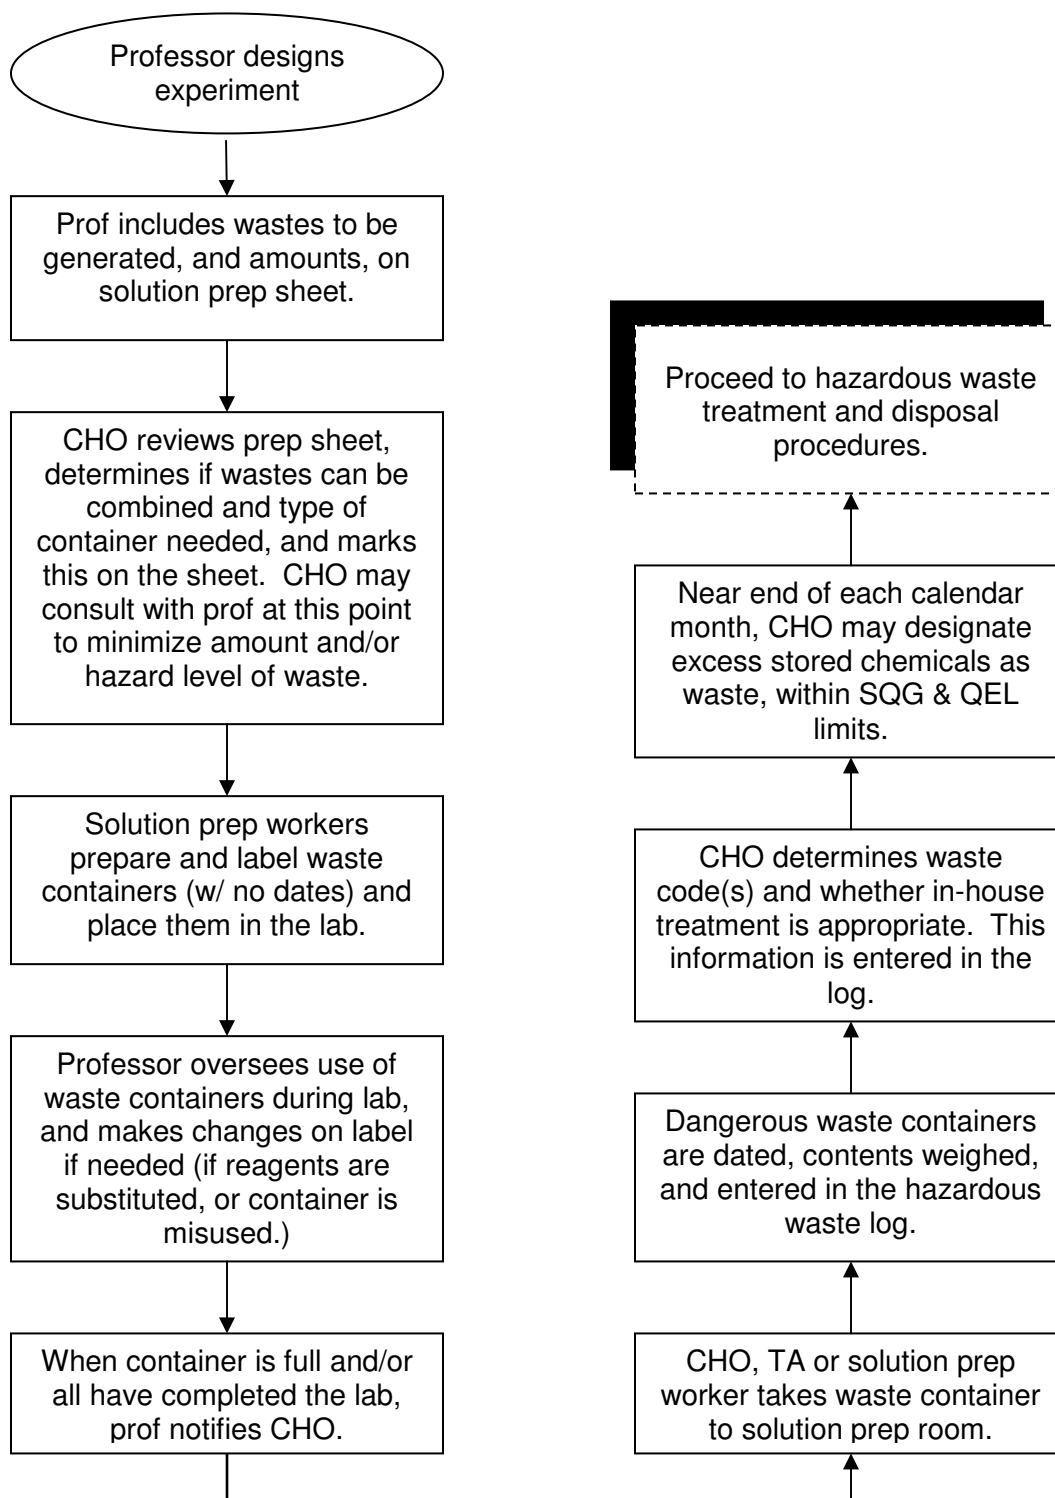 Professor designs
experiment
Prof includes wastes to be
generated, and amounts, on
solution prep sheet.
CHO reviews prep sheet,
determines if wastes can be
combined and type of
container needed, and marks
this on the sheet.  CHO may
consult with prof at this point
to minimize amount and/or
hazard level of waste.
Solution prep workers
prepare and label waste
containers (w/ no dates) and
place them in the lab.
Professor oversees use of
waste containers during lab,
and makes changes on label
if needed (if reagents are
substituted, or container is
misused.)
When container is full and/or
all have completed the lab,
prof notifies CHO.
CHO, TA or solution prep
worker takes waste container
to solution prep room.
Dangerous waste containers
are dated, contents weighed,
and entered in the hazardous
waste log.
CHO determines waste
code(s) and whether in-house
treatment is appropriate.  This
information is entered in the
log.
Near end of each calendar
month, CHO may designate
excess stored chemicals as
waste, within SQG & QEL
limits.
Proceed to hazardous waste
treatment and disposal
procedures.